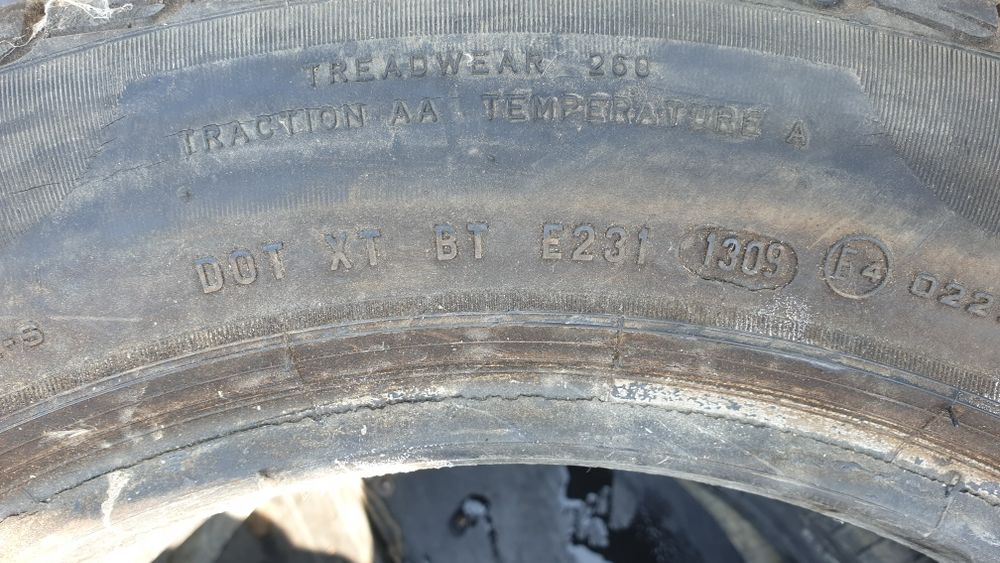 TREADWEAR 260
TRACTION AA TEMPERATURE A
DOT XT BT E231 1309 E4 022
-S